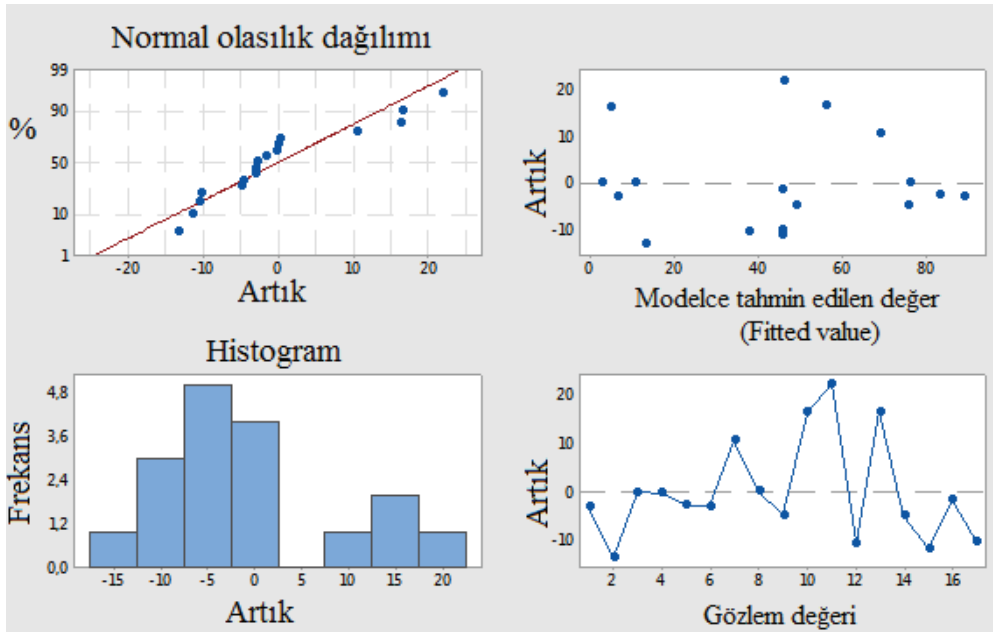 Normal olasılık dağılımı
99
90
%
50
10
1
-20 -10 0 10 20
Artık
20
10
Artık
0
-10
0 20 40 60 80
Modelce tahmin edilen değer
(Fitted value)
Histogram
4,8
3,6
Frekans
2,4
1,2
0,0
-15 -10 -5 0 5 10 15 20
Artık
20
10
Artık
0
-10
2 4 6 8 10 12 14 16
Gözlem değeri